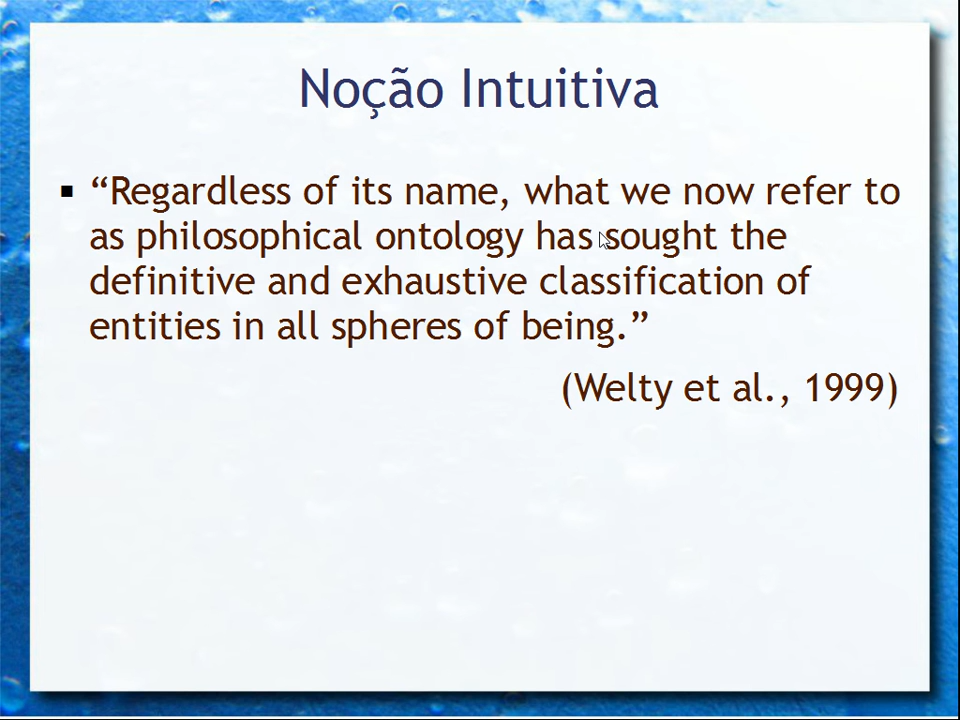 Noção Intuitiva
▪ “Regardless of its name, what we now refer to
as philosophical ontology has sought the
definitive and exhaustive classification of
entities in all spheres of being.”
(Welty et al., 1999)